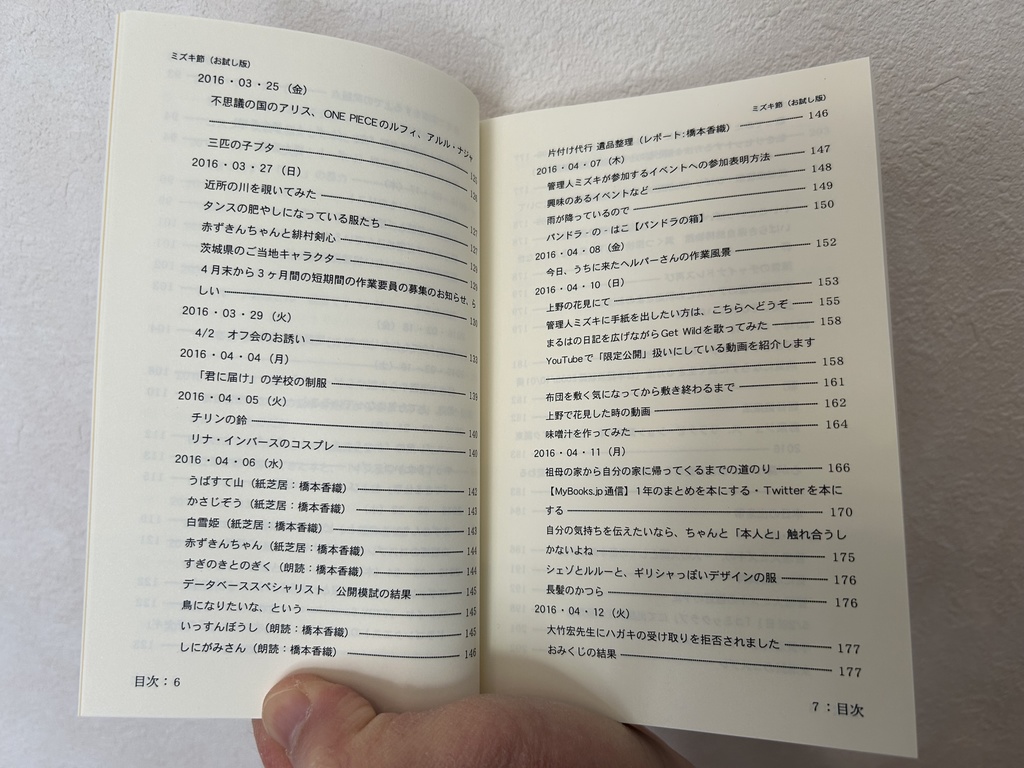 ミズキ節（お試し版）
2016・03・25（金）
不思議の国のアリス、ONE PIECEのルフィ、アルル・ナジャ
125
三匹の子ブタ 126
2016・03・27（日）
近所の川を覗いてみた 127
タンスの肥やしになっている服たち 127
赤ずきんちゃんと緋村剣心 129
茨城県のご当地キャラクター 129
４月末から３ヶ月間の短期間の作業要員の募集のお知らせ、ら
しい 130
2016・03・29（火）
4/2　オフ会のお誘い 133
2016・04・04（月）
「君に届け」の学校の制服 139
2016・04・05（火）
チリンの鈴 140
リナ・インバースのコスプレ 140
2016・04・06（水）
うばすて山（紙芝居：橋本香織） 142
かさじぞう（紙芝居：橋本香織） 143
白雪姫（紙芝居：橋本香織） 143
赤ずきんちゃん（紙芝居：橋本香織） 144
すぎのきとのぎく（朗読：橋本香織） 144
データベーススペシャリスト　公開模試の結果 145
鳥になりたいな、という 145
いっすんぼうし（朗読：橋本香織） 145
しにがみさん（朗読：橋本香織） 146
目次：6
ミズキ節（お試し版）
片付け代行 遺品整理（レポート：橋本香織） 146
2016・04・07（木）
管理人ミズキが参加するイベントへの参加表明方法 147
興味のあるイベントなど 148
雨が降っているので 149
パンドラ‐の‐はこ【パンドラの箱】 150
2016・04・08（金）
今日、うちに来たヘルパーさんの作業風景 152
2016・04・10（日）
上野の花見にて 153
管理人ミズキに手紙を出したい方は、こちらへどうぞ 155
まるはの日記を広げながらGet Wildを歌ってみた 158
YouTubeで「限定公開」扱いにしている動画を紹介します
158
布団を敷く気になってから敷き終わるまで 161
上野で花見した時の動画 162
味噌汁を作ってみた 164
2016・04・11（月）
祖母の家から自分の家に帰ってくるまでの道のり 166
【MyBooks.jp通信】1年のまとめを本にする・Twitterを本に
する 170
自分の気持ちを伝えたいなら、ちゃんと「本人と」触れ合うし
かないよね 175
シェゾとルルーと、ギリシャっぽいデザインの服 176
長髪のかつら 176
2016・04・12（火）
大竹宏先生にハガキの受け取りを拒否されました 177
おみくじの結果 177
7：目次